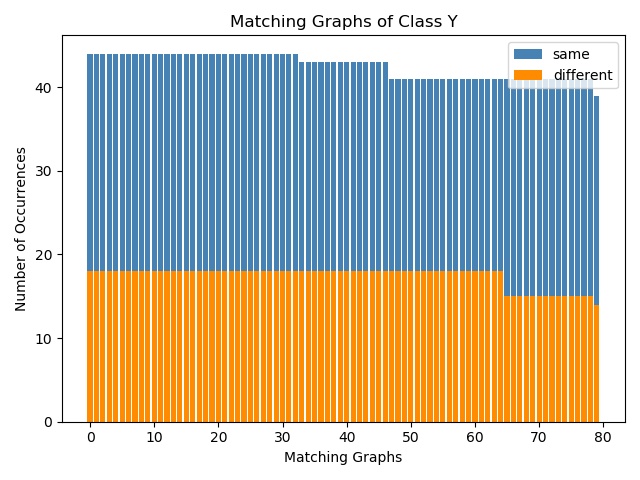 Matching Graphs of Class Y
same
different
Number of Occurrences
40
30
20
10
0
0 10 20 30 40 50 60 70 80
Matching Graphs